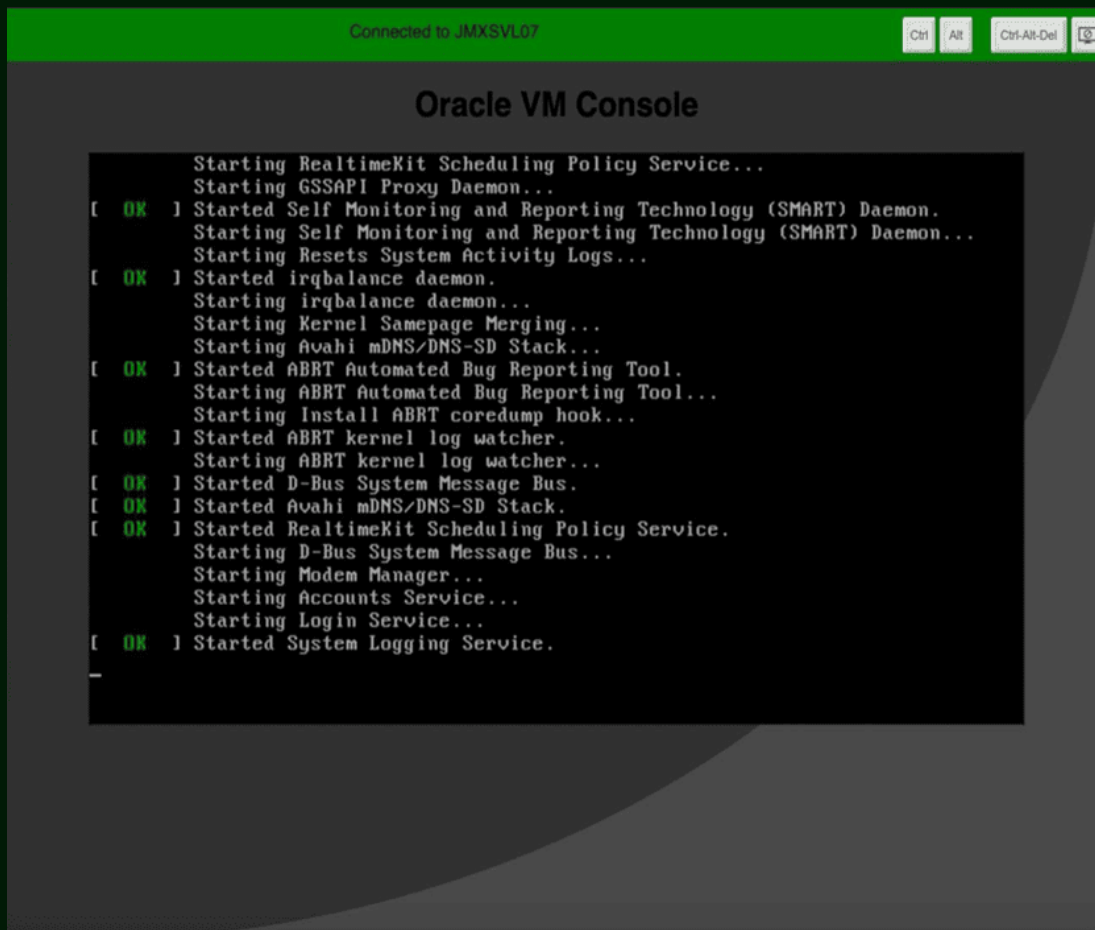 Connected to JMXSVL07
Ctrl Alt Ctrl-Alt-Del
Oracle VM Console
Starting RealtimeKit Scheduling Policy Service...
Starting GSSAPI Proxy Daemon...
[ OK ] Started Self Monitoring and Reporting Technology (SMART) Daemon.
Starting Self Monitoring and Reporting Technology (SMART) Daemon...
Starting Resets System Activity Logs...
[ OK ] Started irqbalance daemon.
Starting irqbalance daemon...
Starting Kernel Samepage Merging...
Starting Avahi mDNS/DNS-SD Stack...
[ OK ] Started ABRT Automated Bug Reporting Tool.
Starting ABRT Automated Bug Reporting Tool...
Starting Install ABRT coredump hook...
[ OK ] Started ABRT kernel log watcher.
Starting ABRT kernel log watcher...
[ OK ] Started D-Bus System Message Bus.
[ OK ] Started Avahi mDNS/DNS-SD Stack.
[ OK ] Started RealtimeKit Scheduling Policy Service.
Starting D-Bus System Message Bus...
Starting Modem Manager...
Starting Accounts Service...
Starting Login Service...
[ OK ] Started System Logging Service.